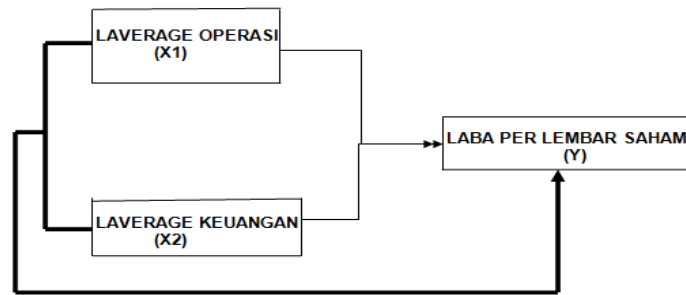 LAVERAGE OPERASI
(X1)
LABA PER LEMBAR SAHAM
(Y)
LAVERAGE KEUANGAN
(X2)